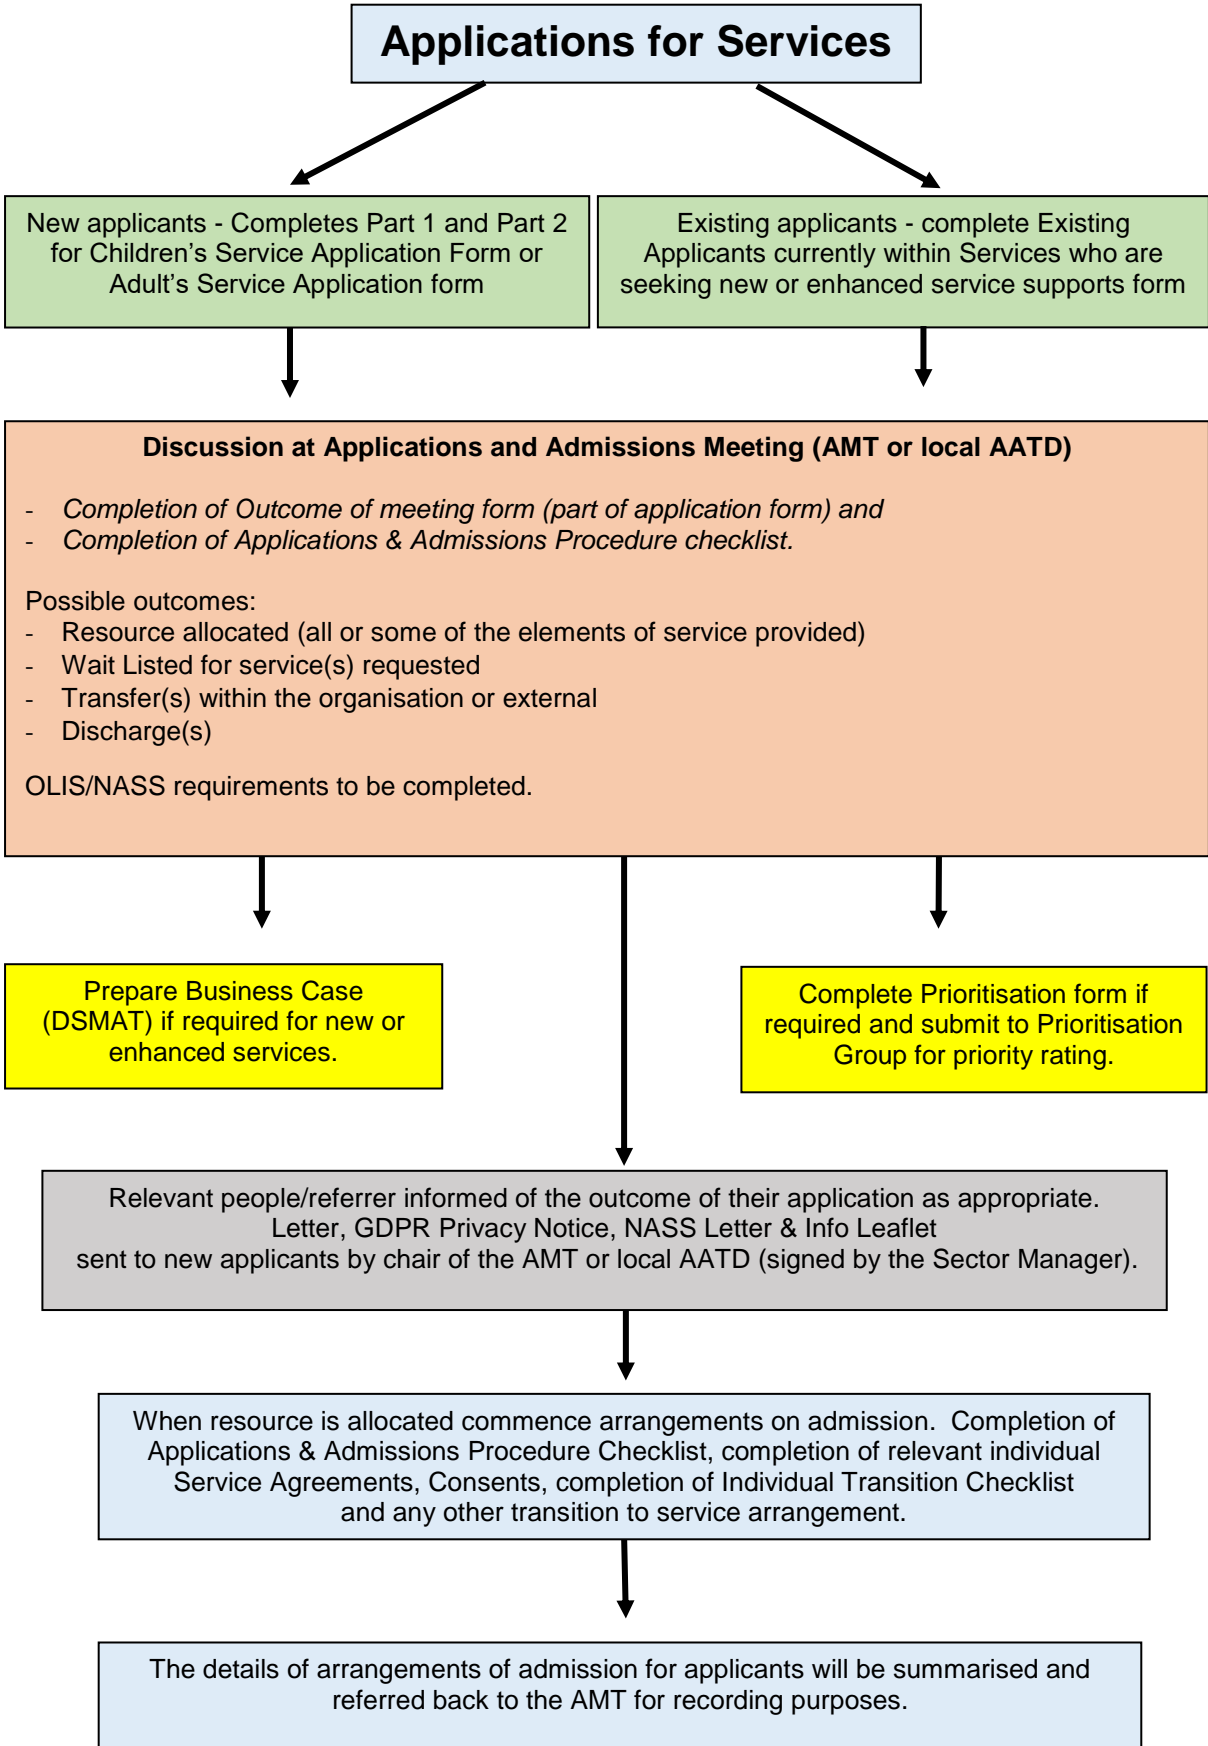 Applications for Services
New applicants - Completes Part 1 and Part 2
for Children's Service Application Form or
Adult's Service Application form
Existing applicants - complete Existing
Applicants currently within Services who are
seeking new or enhanced service supports form
Discussion at Applications and Admissions Meeting (AMT or local AATD)
- Completion of Outcome of meeting form (part of application form) and
- Completion of Applications & Admissions Procedure checklist.
Possible outcomes:
- Resource allocated (all or some of the elements of service provided)
- Wait Listed for service(s) requested
- Transfer(s) within the organisation or external
- Discharge(s)
OLIS/NASS requirements to be completed.
Prepare Business Case
(DSMAT) if required for new or
enhanced services.
Complete Prioritisation form if
required and submit to Prioritisation
Group for priority rating.
Relevant people/referrer informed of the outcome of their application as appropriate.
Letter, GDPR Privacy Notice, NASS Letter & Info Leaflet
sent to new applicants by chair of the AMT or local AATD (signed by the Sector Manager).
When resource is allocated commence arrangements on admission. Completion of
Applications & Admissions Procedure Checklist, completion of relevant individual
Service Agreements, Consents, completion of Individual Transition Checklist
and any other transition to service arrangement.
The details of arrangements of admission for applicants will be summarised and
referred back to the AMT for recording purposes.